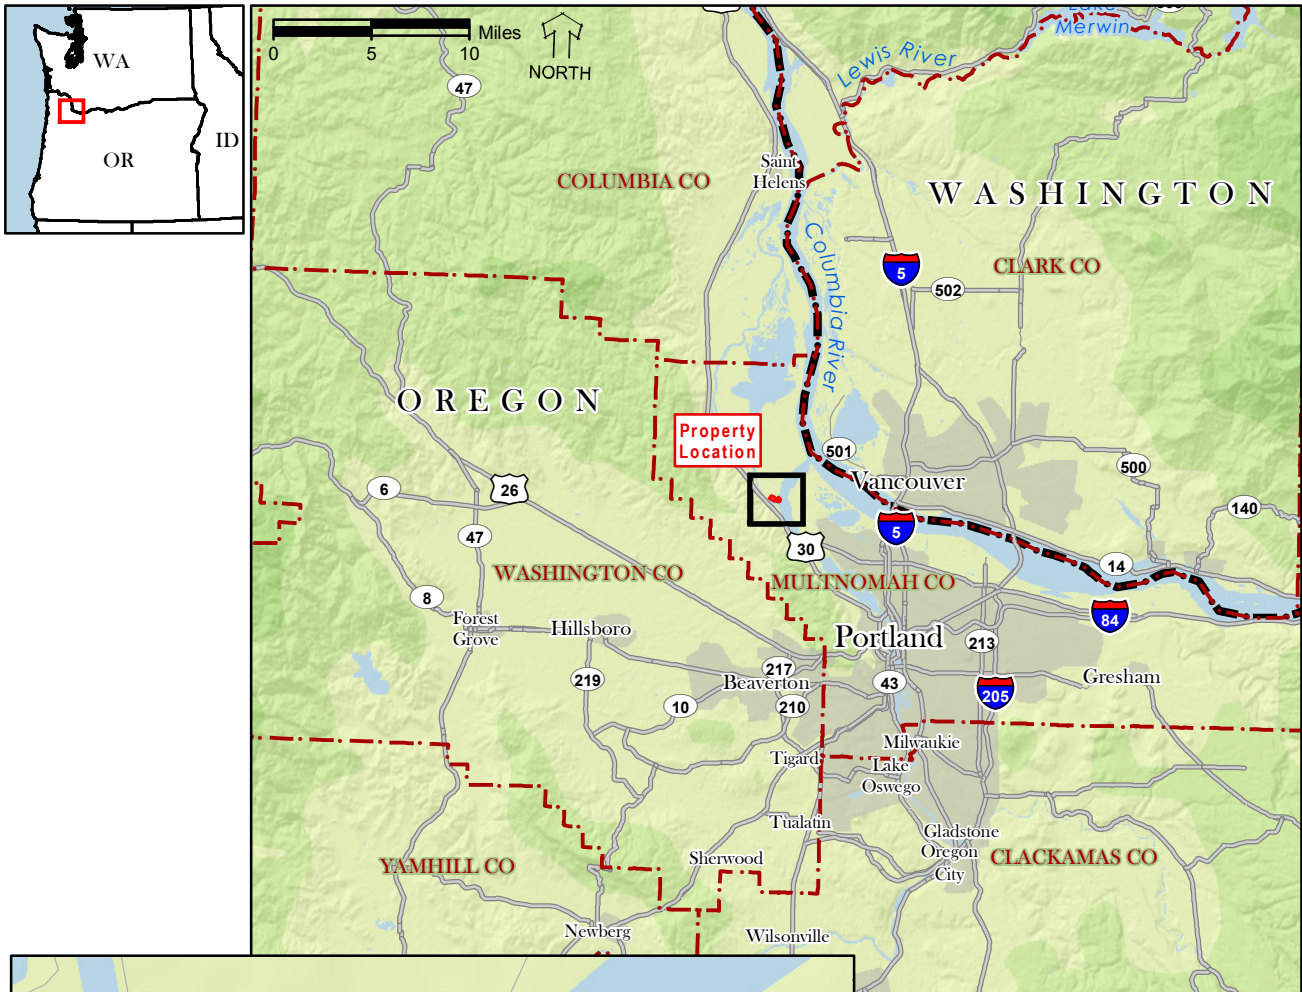 WA
OR
ID
Miles
0
5
10
NORTH
47
Lake
Merwin
Lewis River
Saint
Helens
COLUMBIA CO
WASHINGTON
Columbia River
5
CLARK CO
502
OREGON
Property
Location
501
Vancouver
500
6
26
140
47
5
30
14
WASHINGTON CO
MULTNOMAH CO
8
84
Forest
Grove
Hillsboro
Portland
213
217
Beaverton
43
Gresham
219
205
10
210
Milwaukie
Tigard
Lake
Oswego
Tualatin
Gladstone
Oregon
City
Sherwood
CLACKAMAS CO
YAMHILL CO
Newberg
Wilsonville